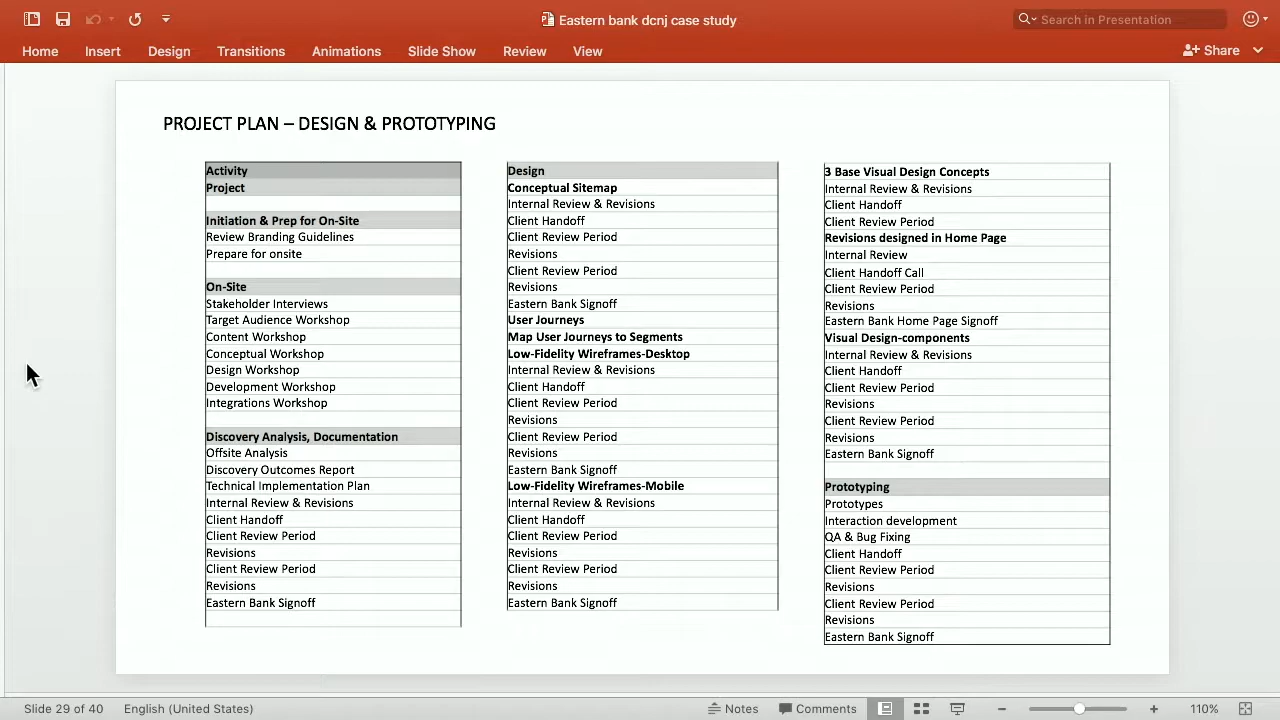 Eastern bank dcnj case study
Search in Presentation
Home
Insert
Design
Transitions
Animations
Slide Show
Review
View
Share
PROJECT PLAN – DESIGN & PROTOTYPING
Activity
Project
Initiation & Prep for On-Site
Review Branding Guidelines
Prepare for onsite
On-Site
Stakeholder Interviews
Target Audience Workshop
Content Workshop
Conceptual Workshop
Design Workshop
Development Workshop
Integrations Workshop
Discovery Analysis, Documentation
Offsite Analysis
Discovery Outcomes Report
Technical Implementation Plan
Internal Review & Revisions
Client Handoff
Client Review Period
Revisions
Client Review Period
Revisions
Eastern Bank Signoff
Design
Conceptual Sitemap
Internal Review & Revisions
Client Handoff
Client Review Period
Revisions
Client Review Period
Revisions
Eastern Bank Signoff
User Journeys
Map User Journeys to Segments
Low-Fidelity Wireframes-Desktop
Internal Review & Revisions
Client Handoff
Client Review Period
Revisions
Client Review Period
Revisions
Eastern Bank Signoff
Low-Fidelity Wireframes-Mobile
Internal Review & Revisions
Client Handoff
Client Review Period
Revisions
Client Review Period
Revisions
Eastern Bank Signoff
3 Base Visual Design Concepts
Internal Review & Revisions
Client Handoff
Client Review Period
Revisions designed in Home Page
Internal Review
Client Handoff Call
Client Review Period
Revisions
Eastern Bank Home Page Signoff
Visual Design-components
Internal Review & Revisions
Client Handoff
Client Review Period
Revisions
Client Review Period
Revisions
Eastern Bank Signoff
Prototyping
Prototypes
Interaction development
QA & Bug Fixing
Client Handoff
Client Review Period
Revisions
Client Review Period
Revisions
Eastern Bank Signoff
Slide 29 of 40
English (United States)
Notes
Comments
110%